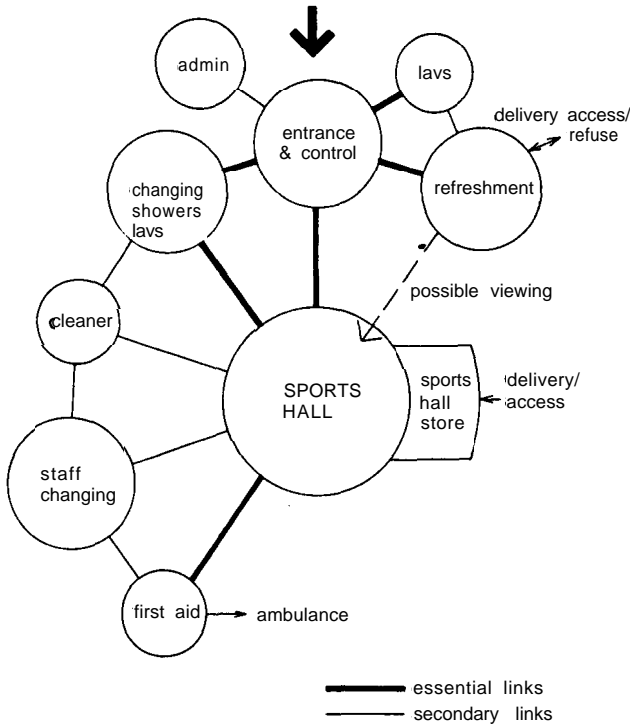 admin
lavs
entrance
& control
delivery access/
refuse
refreshment
changing
showers
lavs
possible viewing
cleaner
SPORTS
HALL
sports
hall
store
delivery/
access
staff
changing
first aid
ambulance
essential links
secondary links